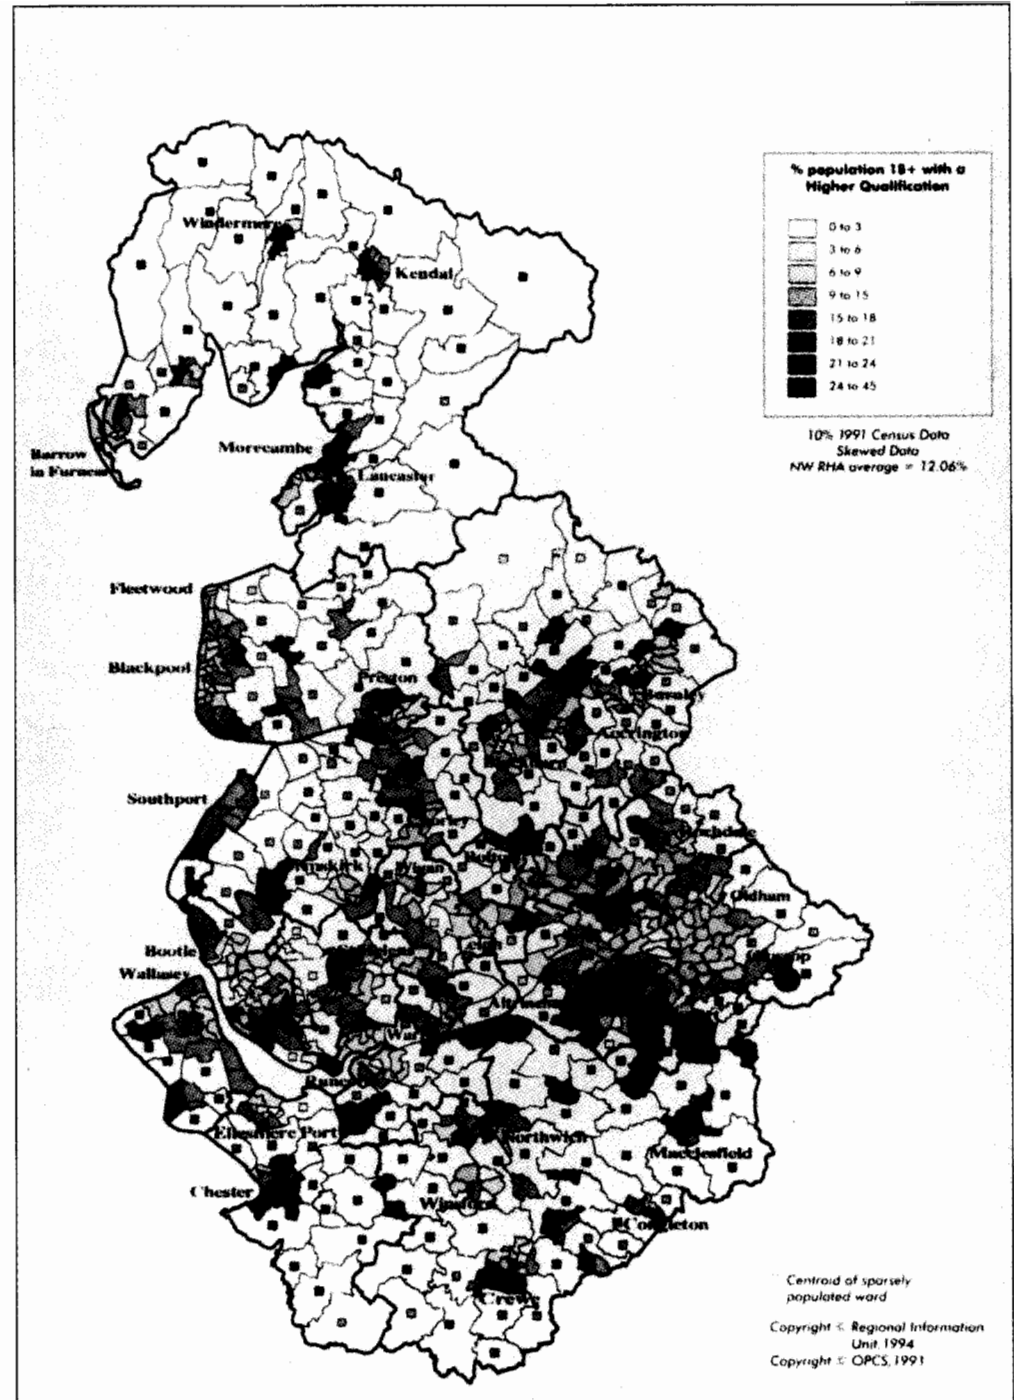 % population 18+ with a
Higher Qualification
0 to 3
3 to 6
6 to 9
9 to 15
15 to 18
18 to 21
21 to 24
24 to 45
10% 1991 Census Data
Skewed Data
NW RHA average = 12.06%
Windermere
Kendal
Barrow
in Furness
Morecambe
Lancaster
Fleetwood
Blackpool
Preston
Burnley
Accrington
Southport
Rochdale
Wigan
Oldham
Bootle
Wallasey
Ellesmere Port
Northwich
Macclesfield
Chester
Winsford
Congleton
Crewe
Centroid of sparsely
populated ward
Copyright © Regional Information
Unit, 1994
Copyright © OPCS, 1991